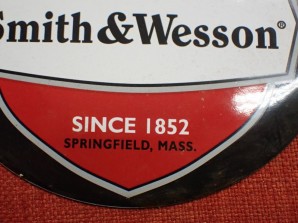 Smith & Wesson®
SINCE 1852
SPRINGFIELD, MASS.